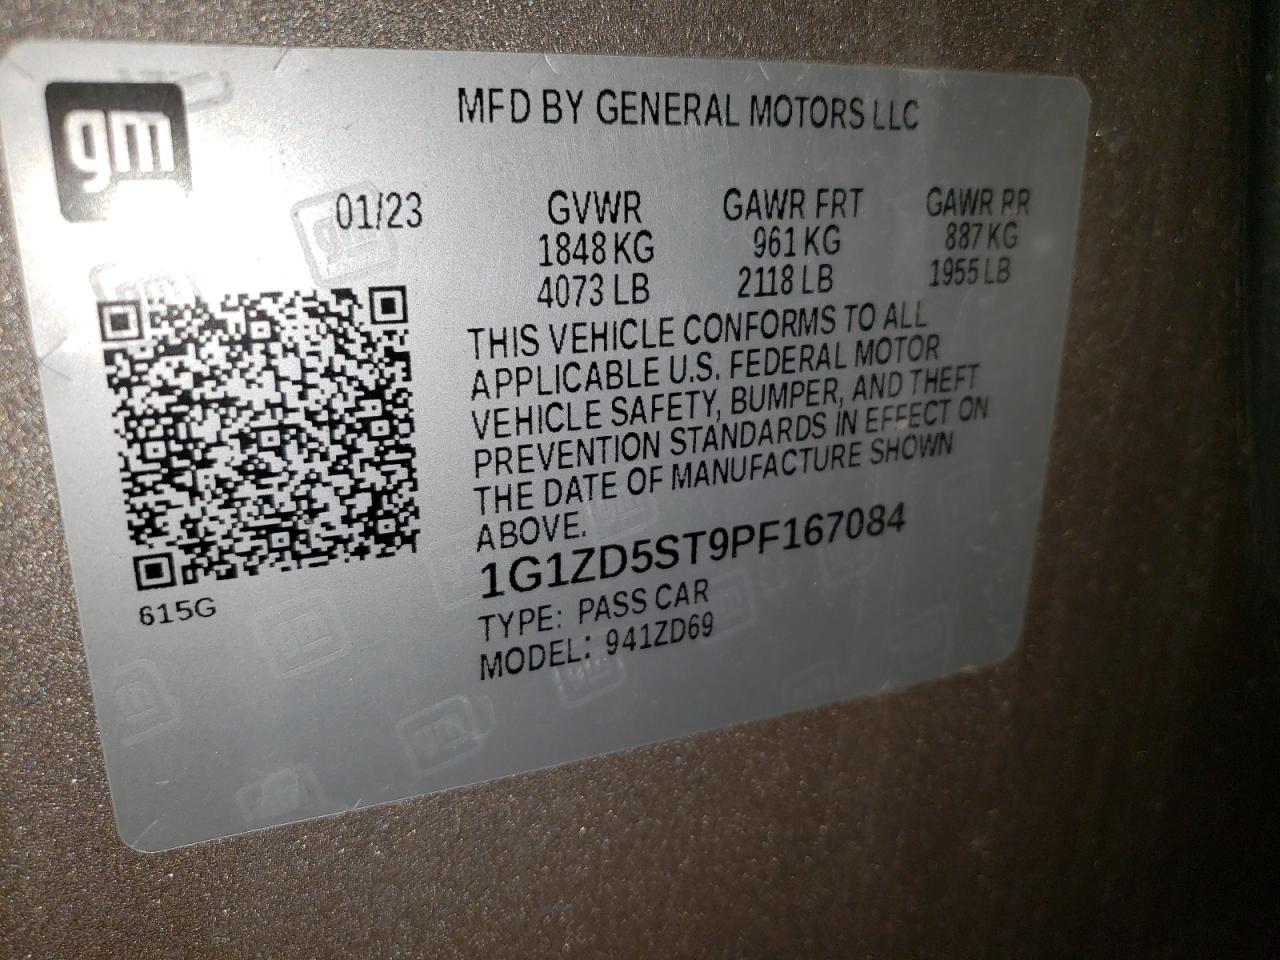 gm
MFD BY GENERAL MOTORS LLC
01/23 GVWR GAWR FRT GAWR RR
1848 KG 961 KG 887 KG
4073 LB 2118 LB 1955 LB
THIS VEHICLE CONFORMS TO ALL
APPLICABLE U.S. FEDERAL MOTOR
VEHICLE SAFETY, BUMPER, AND THEFT
PREVENTION STANDARDS IN EFFECT ON
THE DATE OF MANUFACTURE SHOWN
ABOVE.
1G1ZD5ST9PF167084
615G
TYPE: PASS CAR
MODEL: 941ZD69